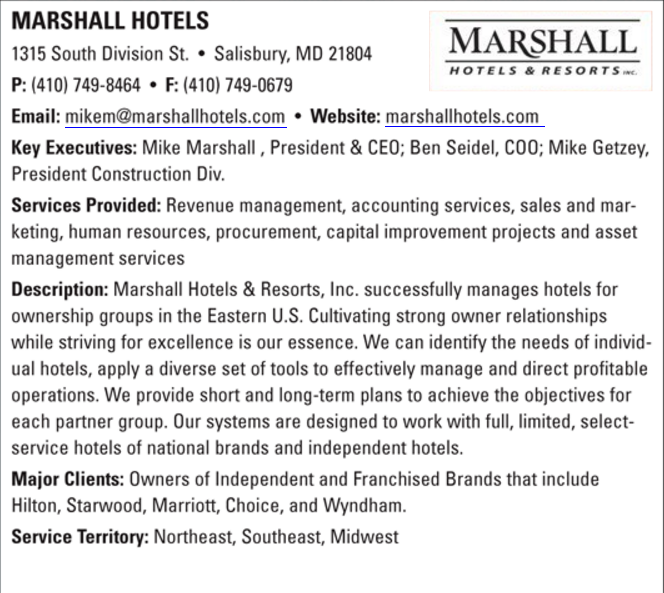 MARSHALL HOTELS
1315 South Division St. • Salisbury, MD 21804
P: (410) 749-8464 • F: (410) 749-0679
Email: mikem@marshallhotels.com • Website: marshallhotels.com
MARSHALL
HOTELS & RESORTS INC.
Key Executives: Mike Marshall , President & CEO; Ben Seidel, COO; Mike Getzey,
President Construction Div.
Services Provided: Revenue management, accounting services, sales and mar-
keting, human resources, procurement, capital improvement projects and asset
management services
Description: Marshall Hotels & Resorts, Inc. successfully manages hotels for
ownership groups in the Eastern U.S. Cultivating strong owner relationships
while striving for excellence is our essence. We can identify the needs of individ-
ual hotels, apply a diverse set of tools to effectively manage and direct profitable
operations. We provide short and long-term plans to achieve the objectives for
each partner group. Our systems are designed to work with full, limited, select-
service hotels of national brands and independent hotels.
Major Clients: Owners of Independent and Franchised Brands that include
Hilton, Starwood, Marriott, Choice, and Wyndham.
Service Territory: Northeast, Southeast, Midwest